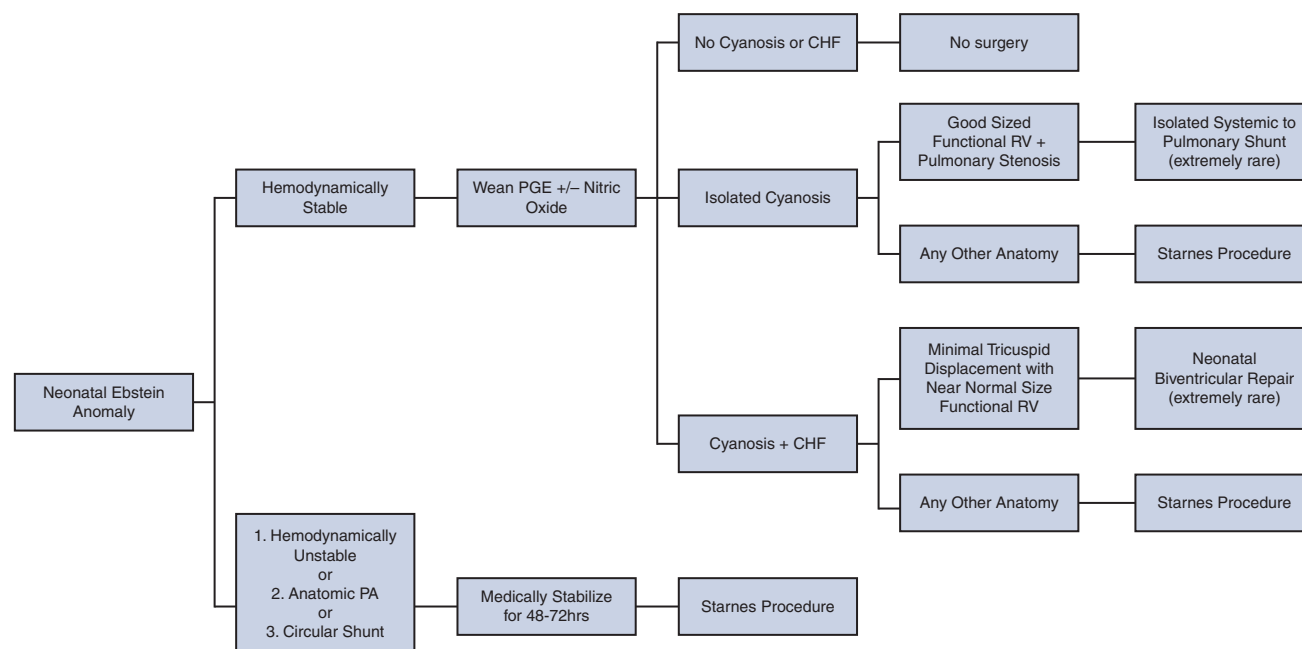 Neonatal Ebstein
Anomaly
Hemodynamically
Stable
Wean PGE +/– Nitric
Oxide
No Cyanosis or CHF
No surgery
Isolated Cyanosis
Good Sized
Functional RV +
Pulmonary Stenosis
Isolated Systemic to
Pulmonary Shunt
(extremely rare)
Any Other Anatomy
Starnes Procedure
Cyanosis + CHF
Minimal Tricuspid
Displacement with
Near Normal Size
Functional RV
Neonatal
Biventricular Repair
(extremely rare)
Any Other Anatomy
Starnes Procedure
1. Hemodynamically
Unstable
or
2. Anatomic PA
or
3. Circular Shunt
Medically Stabilize
for 48-72hrs
Starnes Procedure